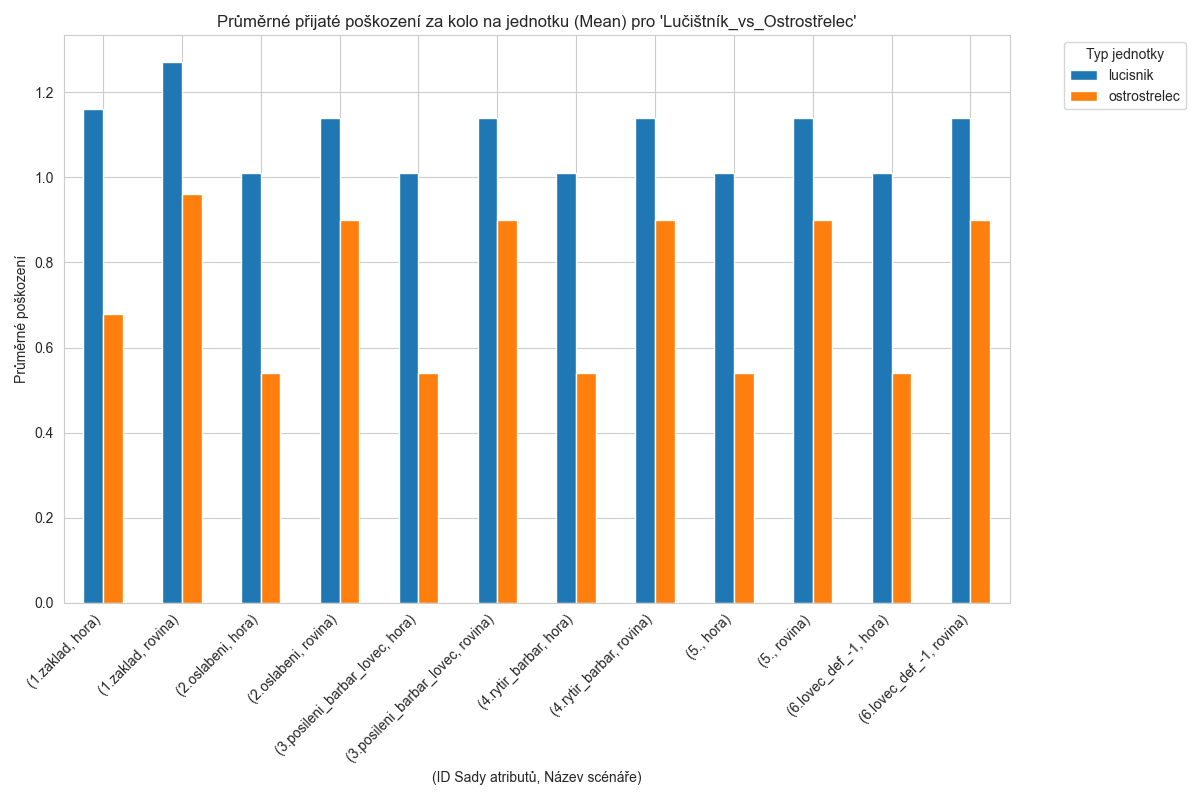 Průměrné přijaté poškození za kolo na jednotku (Mean) pro 'Lučištník_vs_Ostrostřelec'
Typ jednotky
lucisnik
ostrostrelec
Průměrné poškození
1.2
1.0
0.8
0.6
0.4
0.2
0.0
(1.zaklad, hora)
(1.zaklad, rovina)
(2.oslabeni, hora)
(2.oslabeni, rovina)
(3.posileni_barbar_lovec, hora)
(3.posileni_barbar_lovec, rovina)
(4.rytir_barbar, hora)
(4.rytir_barbar, rovina)
(5., hora)
(5., rovina)
(6.lovec_def_-1, hora)
(6.lovec_def_-1, rovina)
(ID Sady atributů, Název scénáře)